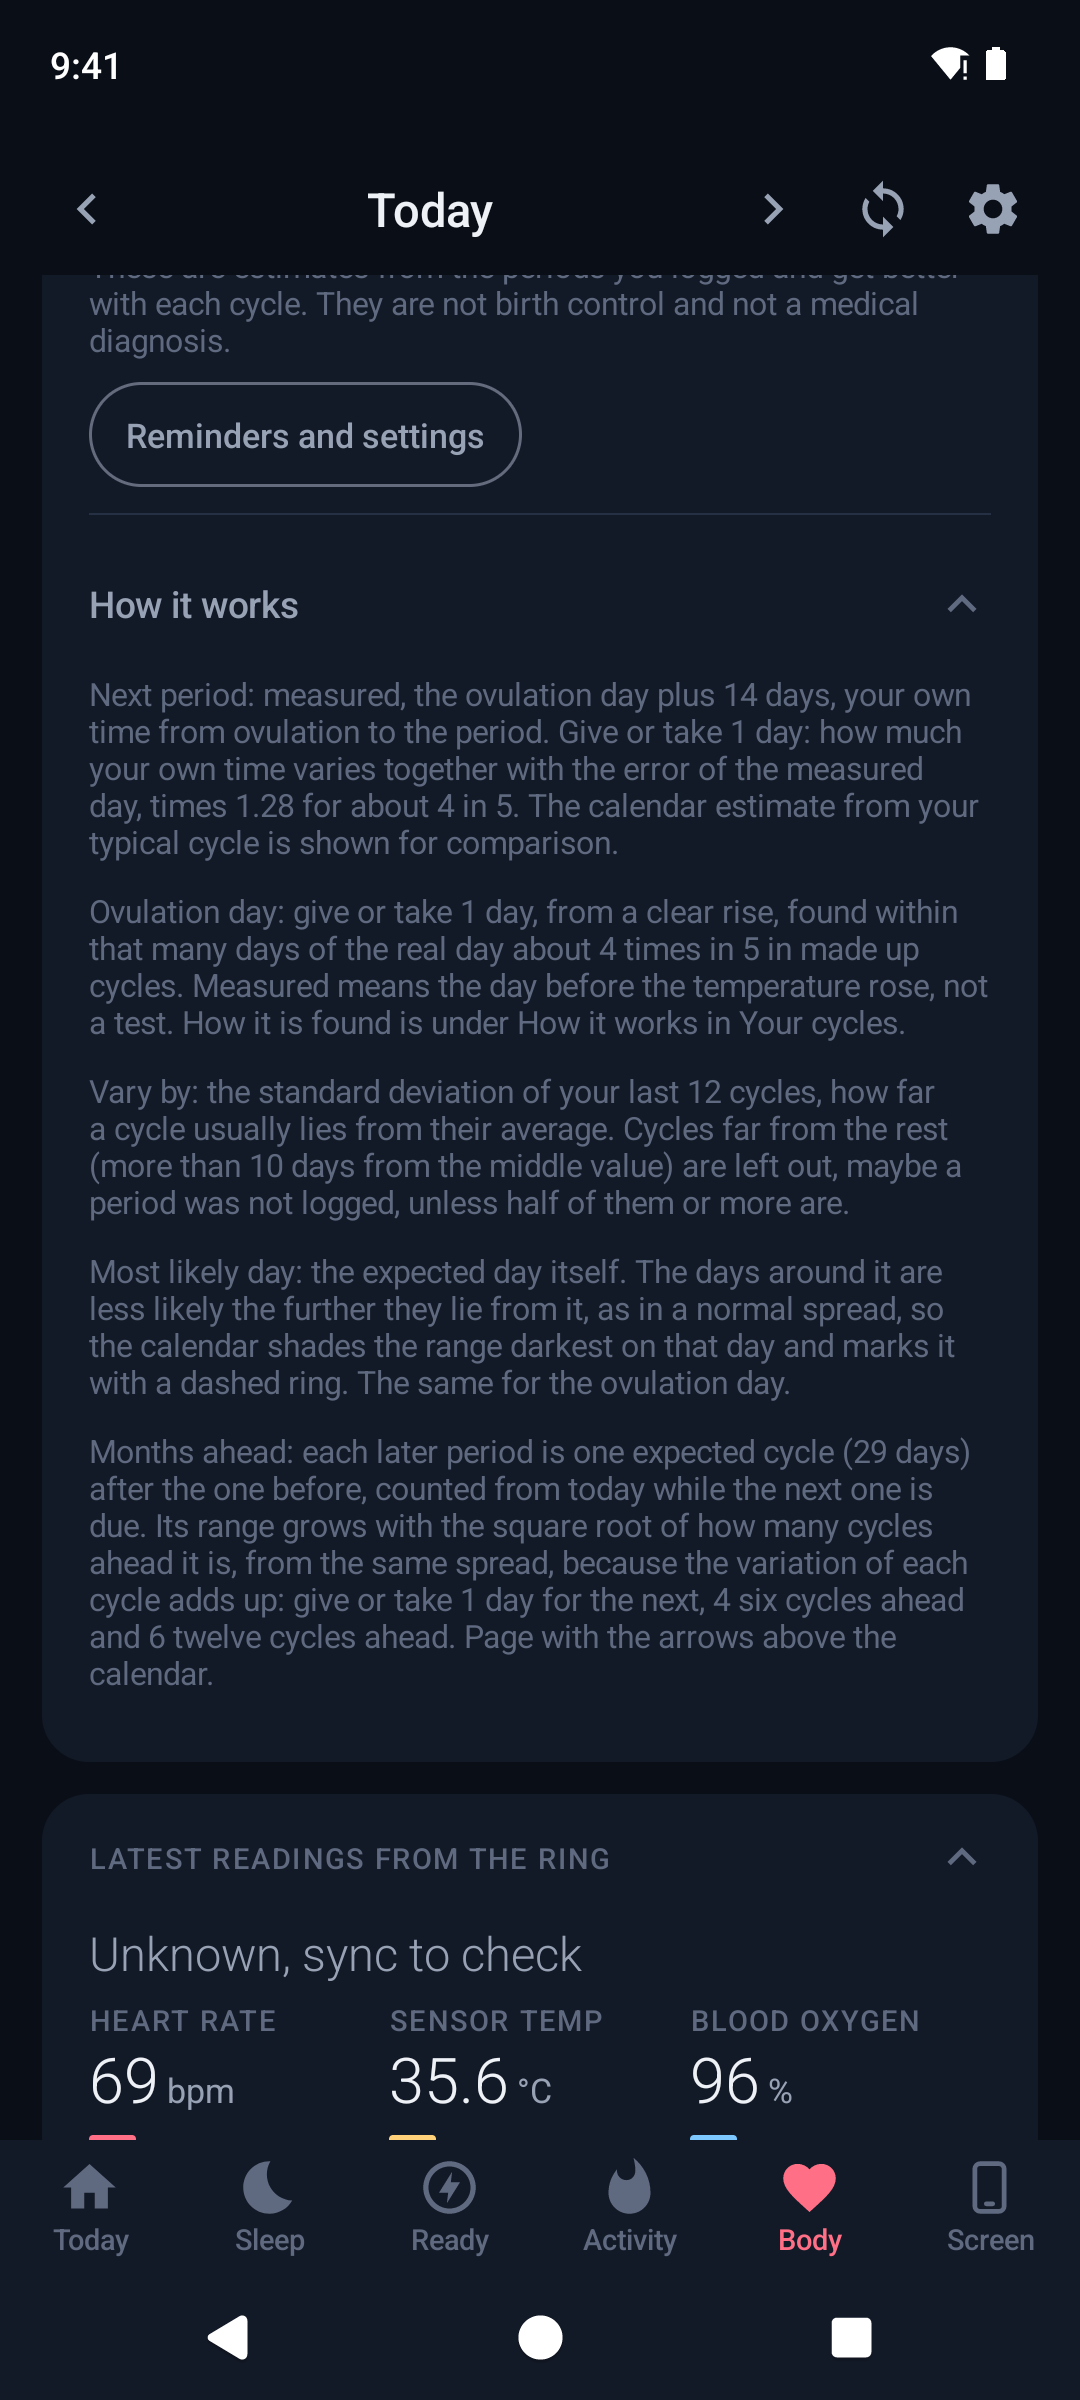 9:41
Today
These are estimates from the periods you logged and get better
with each cycle. They are not birth control and not a medical
diagnosis.
Reminders and settings
How it works
Next period: measured, the ovulation day plus 14 days, your own
time from ovulation to the period. Give or take 1 day: how much
your own time varies together with the error of the measured
day, times 1.28 for about 4 in 5. The calendar estimate from your
typical cycle is shown for comparison.
Ovulation day: give or take 1 day, from a clear rise, found within
that many days of the real day about 4 times in 5 in made up
cycles. Measured means the day before the temperature rose, not
a test. How it is found is under How it works in Your cycles.
Vary by: the standard deviation of your last 12 cycles, how far
a cycle usually lies from their average. Cycles far from the rest
(more than 10 days from the middle value) are left out, maybe a
period was not logged, unless half of them or more are.
Most likely day: the expected day itself. The days around it are
less likely the further they lie from it, as in a normal spread, so
the calendar shades the range darkest on that day and marks it
with a dashed ring. The same for the ovulation day.
Months ahead: each later period is one expected cycle (29 days)
after the one before, counted from today while the next one is
due. Its range grows with the square root of how many cycles
ahead it is, from the same spread, because the variation of each
cycle adds up: give or take 1 day for the next, 4 six cycles ahead
and 6 twelve cycles ahead. Page with the arrows above the
calendar.
LATEST READINGS FROM THE RING
Unknown, sync to check
HEART RATE SENSOR TEMP BLOOD OXYGEN
69 bpm 35.6 °C 96 %
Today Sleep Ready Activity Body Screen